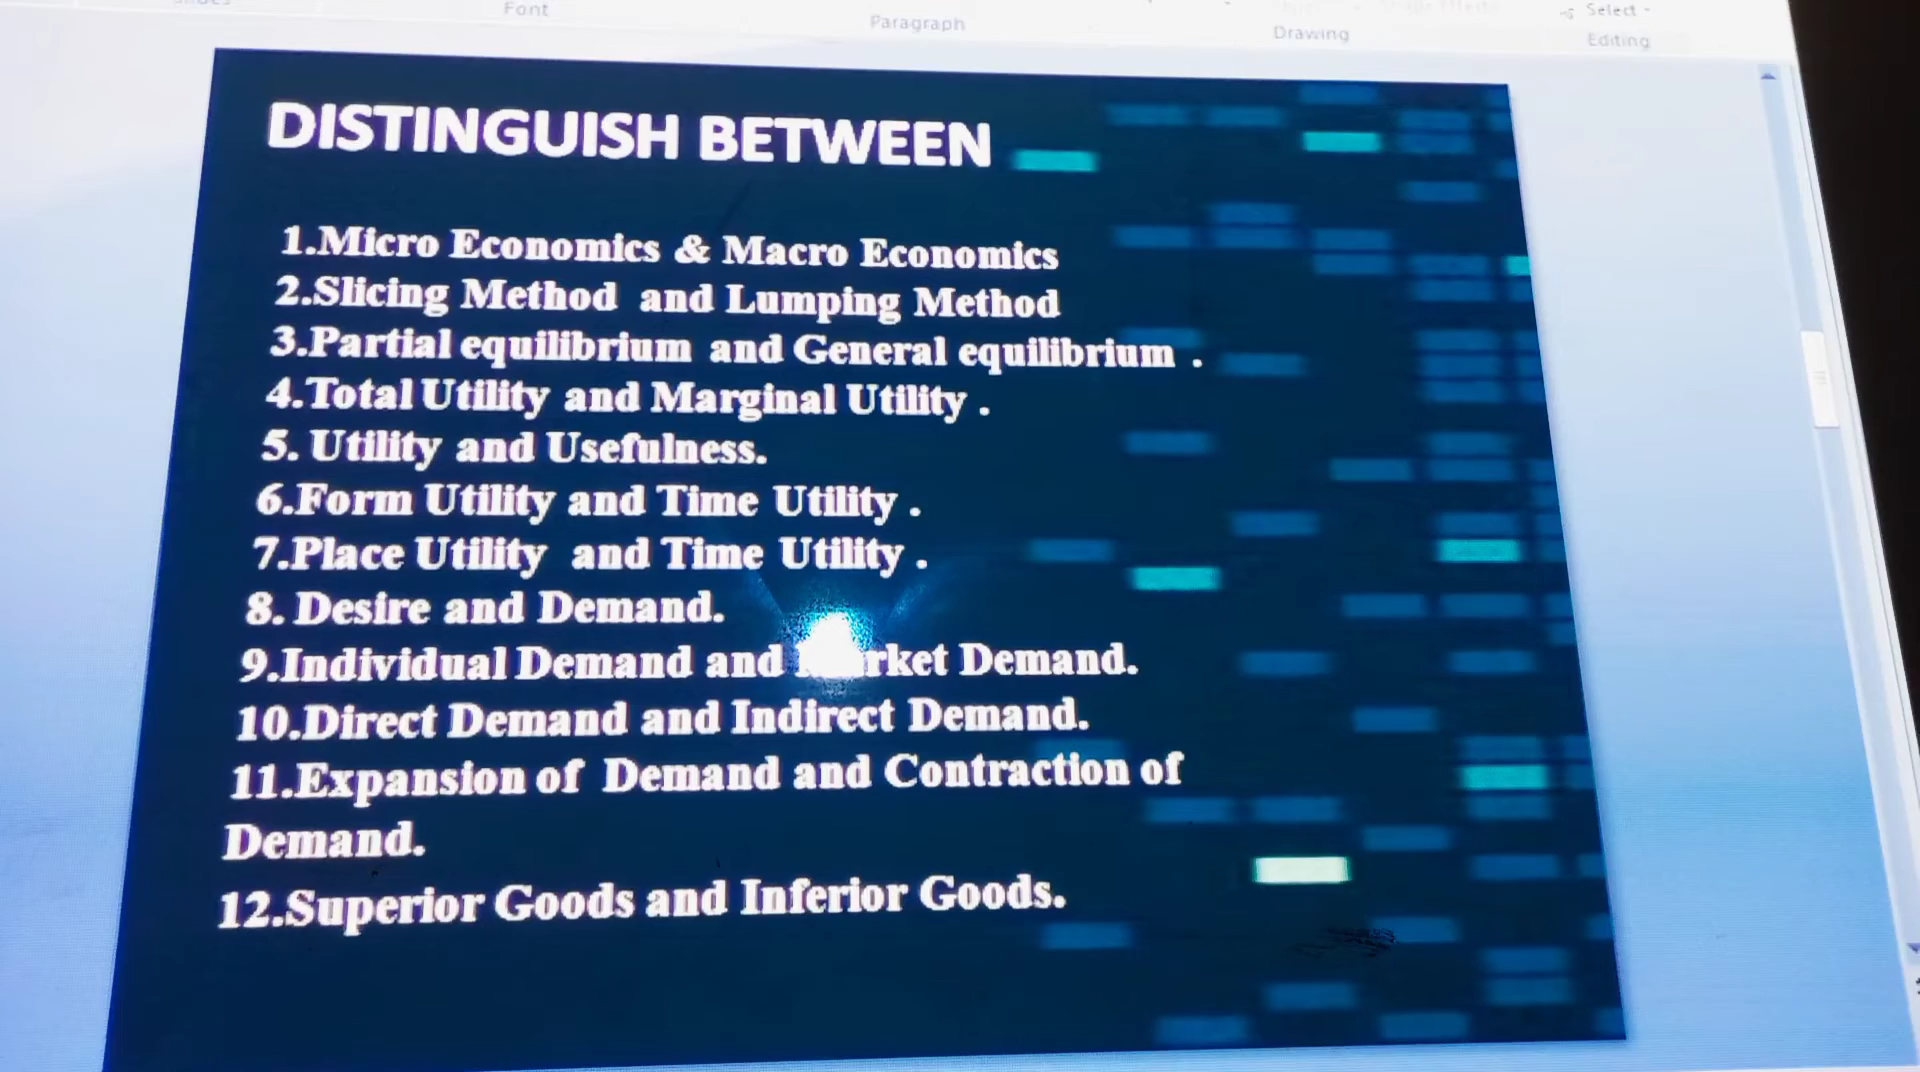 Font
Paragraph
Drawing
Select
Editing
DISTINGUISH BETWEEN
1.Micro Economics & Macro Economics
2.Slicing Method and Lumping Method
3.Partial equilibrium and General equilibrium .
4.Total Utility and Marginal Utility .
5. Utility and Usefulness.
6.Form Utility and Time Utility .
7.Place Utility and Time Utility .
8. Desire and Demand.
9.Individual Demand and Market Demand.
10.Direct Demand and Indirect Demand.
11.Expansion of Demand and Contraction of
Demand.
12.Superior Goods and Inferior Goods.